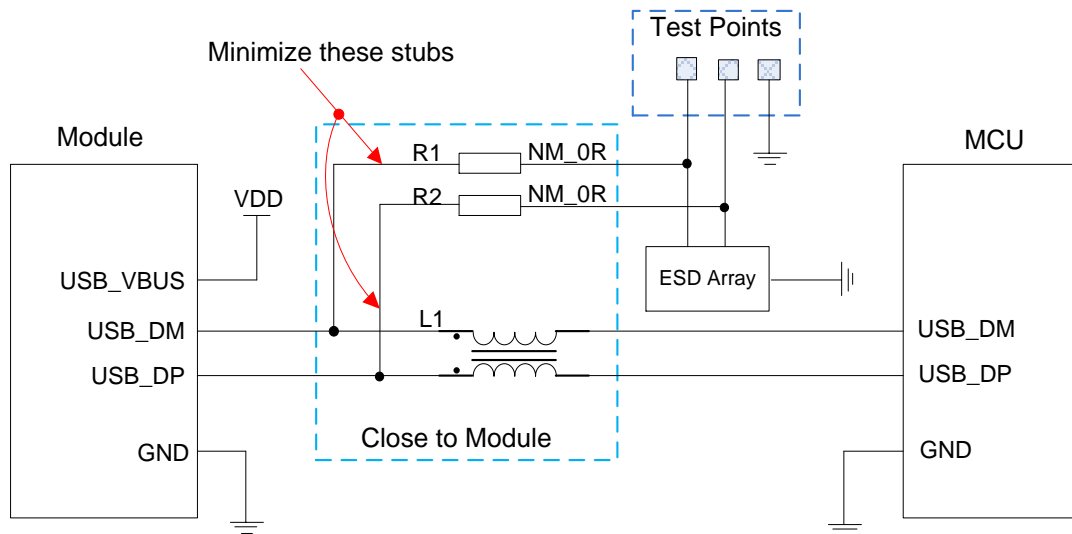 Test Points
Minimize these stubs
Module
MCU
R1
NM_0R
R2
NM_0R
VDD
ESD Array
USB_VBUS
L1
USB_DM
USB_DM
USB_DP
USB_DP
Close to Module
GND
GND